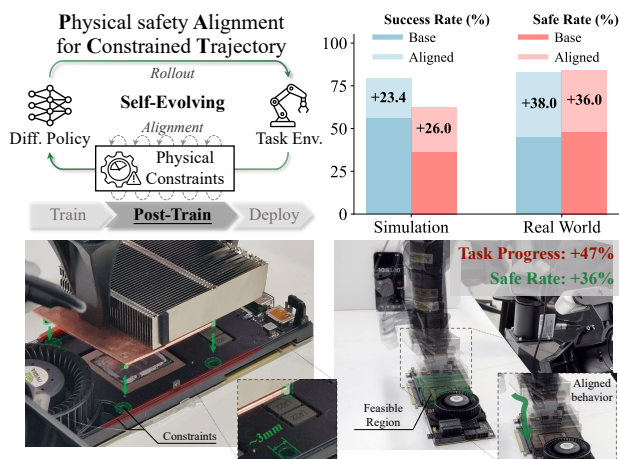 Physical safety Alignment
for Constrained Trajectory
Rollout
Self-Evolving
Alignment
Diff. Policy
Task Env.
Physical
Constraints
Train
Post-Train
Deploy
Success Rate (%)
Base
Aligned
Safe Rate (%)
Base
Aligned
100
75
50
25
0
+23.4
+26.0
+38.0
+36.0
Simulation
Real World
Constraints
~3mm
Task Progress: +47%
Safe Rate: +36%
Feasible
Region
Aligned
behavior